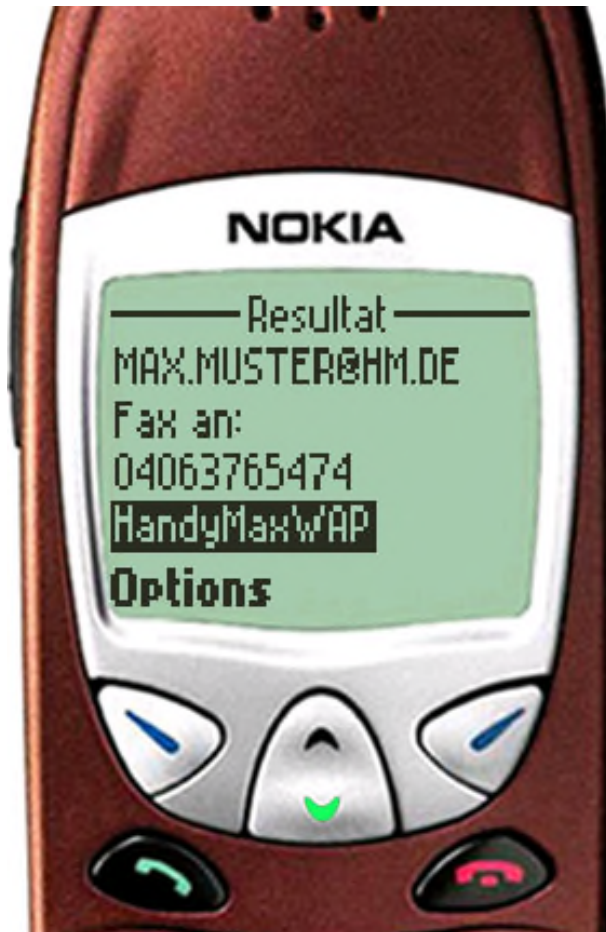 NOKIA
Resultat
MAX.MUSTER@HM.DE
Fax an:
04063765474
HandyMaxWAP
Options